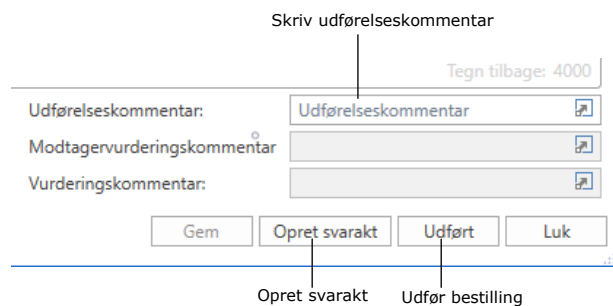 Skriv udførelseskommentar
Tegn tilbage: 4000
Udførelseskommentar: Udførelseskommentar
Modtagervurderingskommentar
Vurderingskommentar:
Gem Opret svarakt Udført Luk
Opret svarakt Udfør bestilling